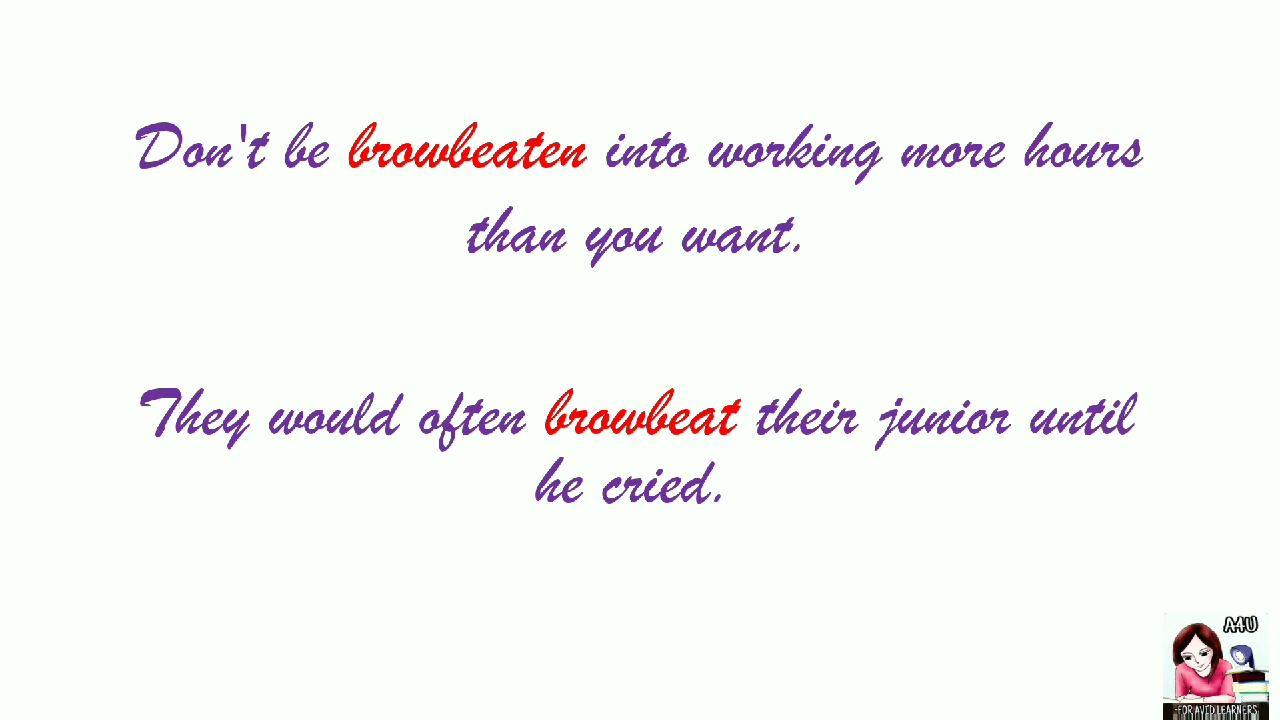 Don't be browbeaten into working more hours
than you want.
They would often browbeat their junior until
he cried.
A4U
-FOR AVID LEARNERS